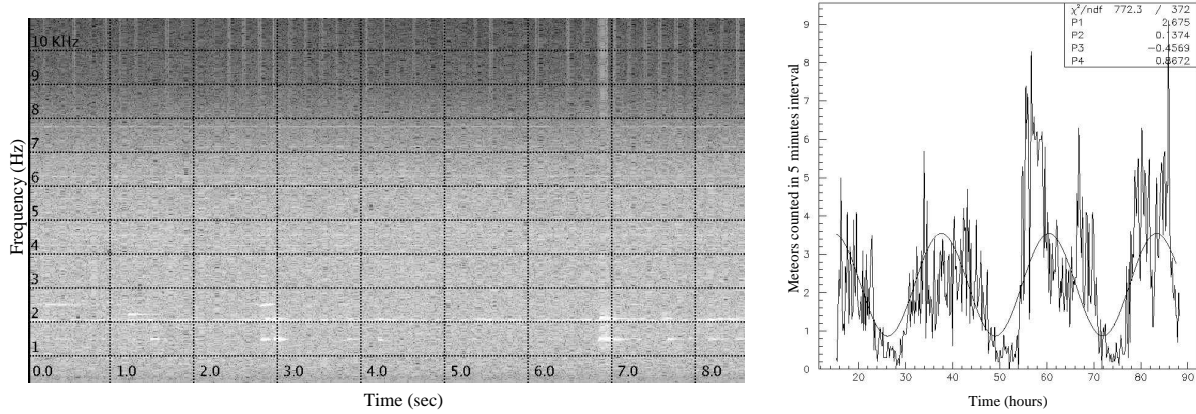 10 KHz
9
8
7
6
5
4
3
2
1
0.0 1.0 2.0 3.0 4.0 5.0 6.0 7.0 8.0
Frequency (Hz)
Time (sec)
χ²/ndf 772.3 / 372
P1 2.675
P2 0.1374
P3 -0.4569
P4 0.8672
9
8
7
6
5
4
3
2
1
0
20 30 40 50 60 70 80 90
Meteors counted in 5 minutes interval
Time (hours)